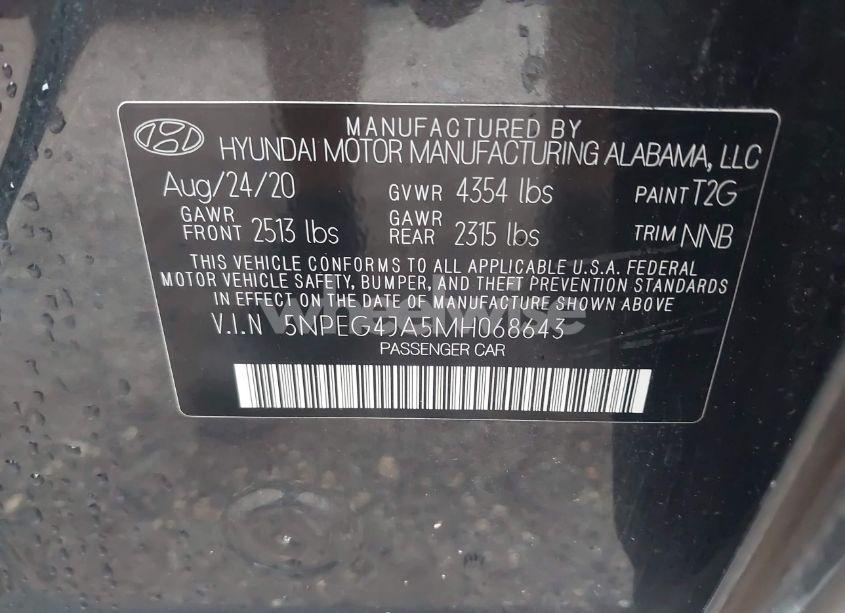 MANUFACTURED BY
HYUNDAI MOTOR MANUFACTURING ALABAMA, LLC
Aug/24/20 GVWR 4354 lbs PAINT T2G
GAWR FRONT 2513 lbs GAWR REAR 2315 lbs TRIM NNB
THIS VEHICLE CONFORMS TO ALL APPLICABLE U.S.A. FEDERAL
MOTOR VEHICLE SAFETY, BUMPER, AND THEFT PREVENTION STANDARDS
IN EFFECT ON THE DATE OF MANUFACTURE SHOWN ABOVE
V.I.N 5NPEG4JA5MH068643
wheelwise
PASSENGER CAR